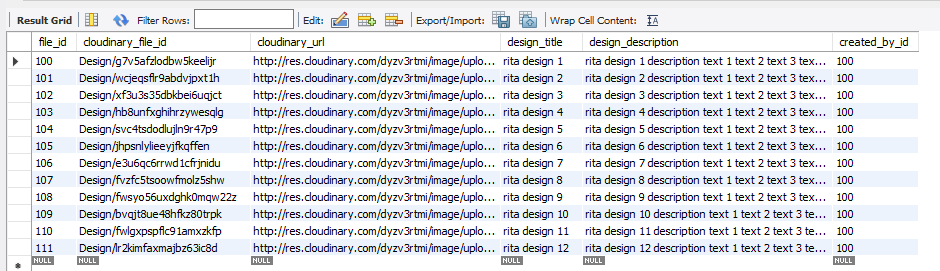 Result Grid Filter Rows: Edit: Export/Import: Wrap Cell Content: IA
file_id cloudinary_file_id cloudinary_url design_title design_description created_by_id
100 Design/g7v5afzlodbw5keelijr http://res.cloudinary.com/dyzv3rtmi/image/uplo... rita design 1 rita design 1 description text 1 text 2 text 3 tex... 100
101 Design/wcjeqsflr9abdvjpxt1h http://res.cloudinary.com/dyzv3rtmi/image/uplo... rita design 2 rita design 2 description text 1 text 2 text 3 tex... 100
102 Design/xf3u3s35dbkbei6uqjct http://res.cloudinary.com/dyzv3rtmi/image/uplo... rita design 3 rita design 3 description text 1 text 2 text 3 tex... 100
103 Design/hb8unfxghihrzywesqlg http://res.cloudinary.com/dyzv3rtmi/image/uplo... rita design 4 rita design 4 description text 1 text 2 text 3 tex... 100
104 Design/svc4tsdodlujln9r47p9 http://res.cloudinary.com/dyzv3rtmi/image/uplo... rita design 5 rita design 5 description text 1 text 2 text 3 tex... 100
105 Design/jhpsnlylieeyjfkqffen http://res.cloudinary.com/dyzv3rtmi/image/uplo... rita design 6 rita design 6 description text 1 text 2 text 3 tex... 100
106 Design/e3u6qc6rrwd1cfrjnidu http://res.cloudinary.com/dyzv3rtmi/image/uplo... rita design 7 rita design 7 description text 1 text 2 text 3 tex... 100
107 Design/fvzfc5tsoowfmolz5shw http://res.cloudinary.com/dyzv3rtmi/image/uplo... rita design 8 rita design 8 description text 1 text 2 text 3 tex... 100
108 Design/fwsyo56uxdghk0mqw22z http://res.cloudinary.com/dyzv3rtmi/image/uplo... rita design 9 rita design 9 description text 1 text 2 text 3 tex... 100
109 Design/bvqjt8ue48hfkz80trpk http://res.cloudinary.com/dyzv3rtmi/image/uplo... rita design 10 rita design 10 description text 1 text 2 text 3 te... 100
110 Design/fwlgxpspflc91amxzkfp http://res.cloudinary.com/dyzv3rtmi/image/uplo... rita design 11 rita design 11 description text 1 text 2 text 3 te... 100
111 Design/lr2kimfaxmajbz63ic8d http://res.cloudinary.com/dyzv3rtmi/image/uplo... rita design 12 rita design 12 description text 1 text 2 text 3 te... 100
NULL NULL NULL NULL NULL NULL